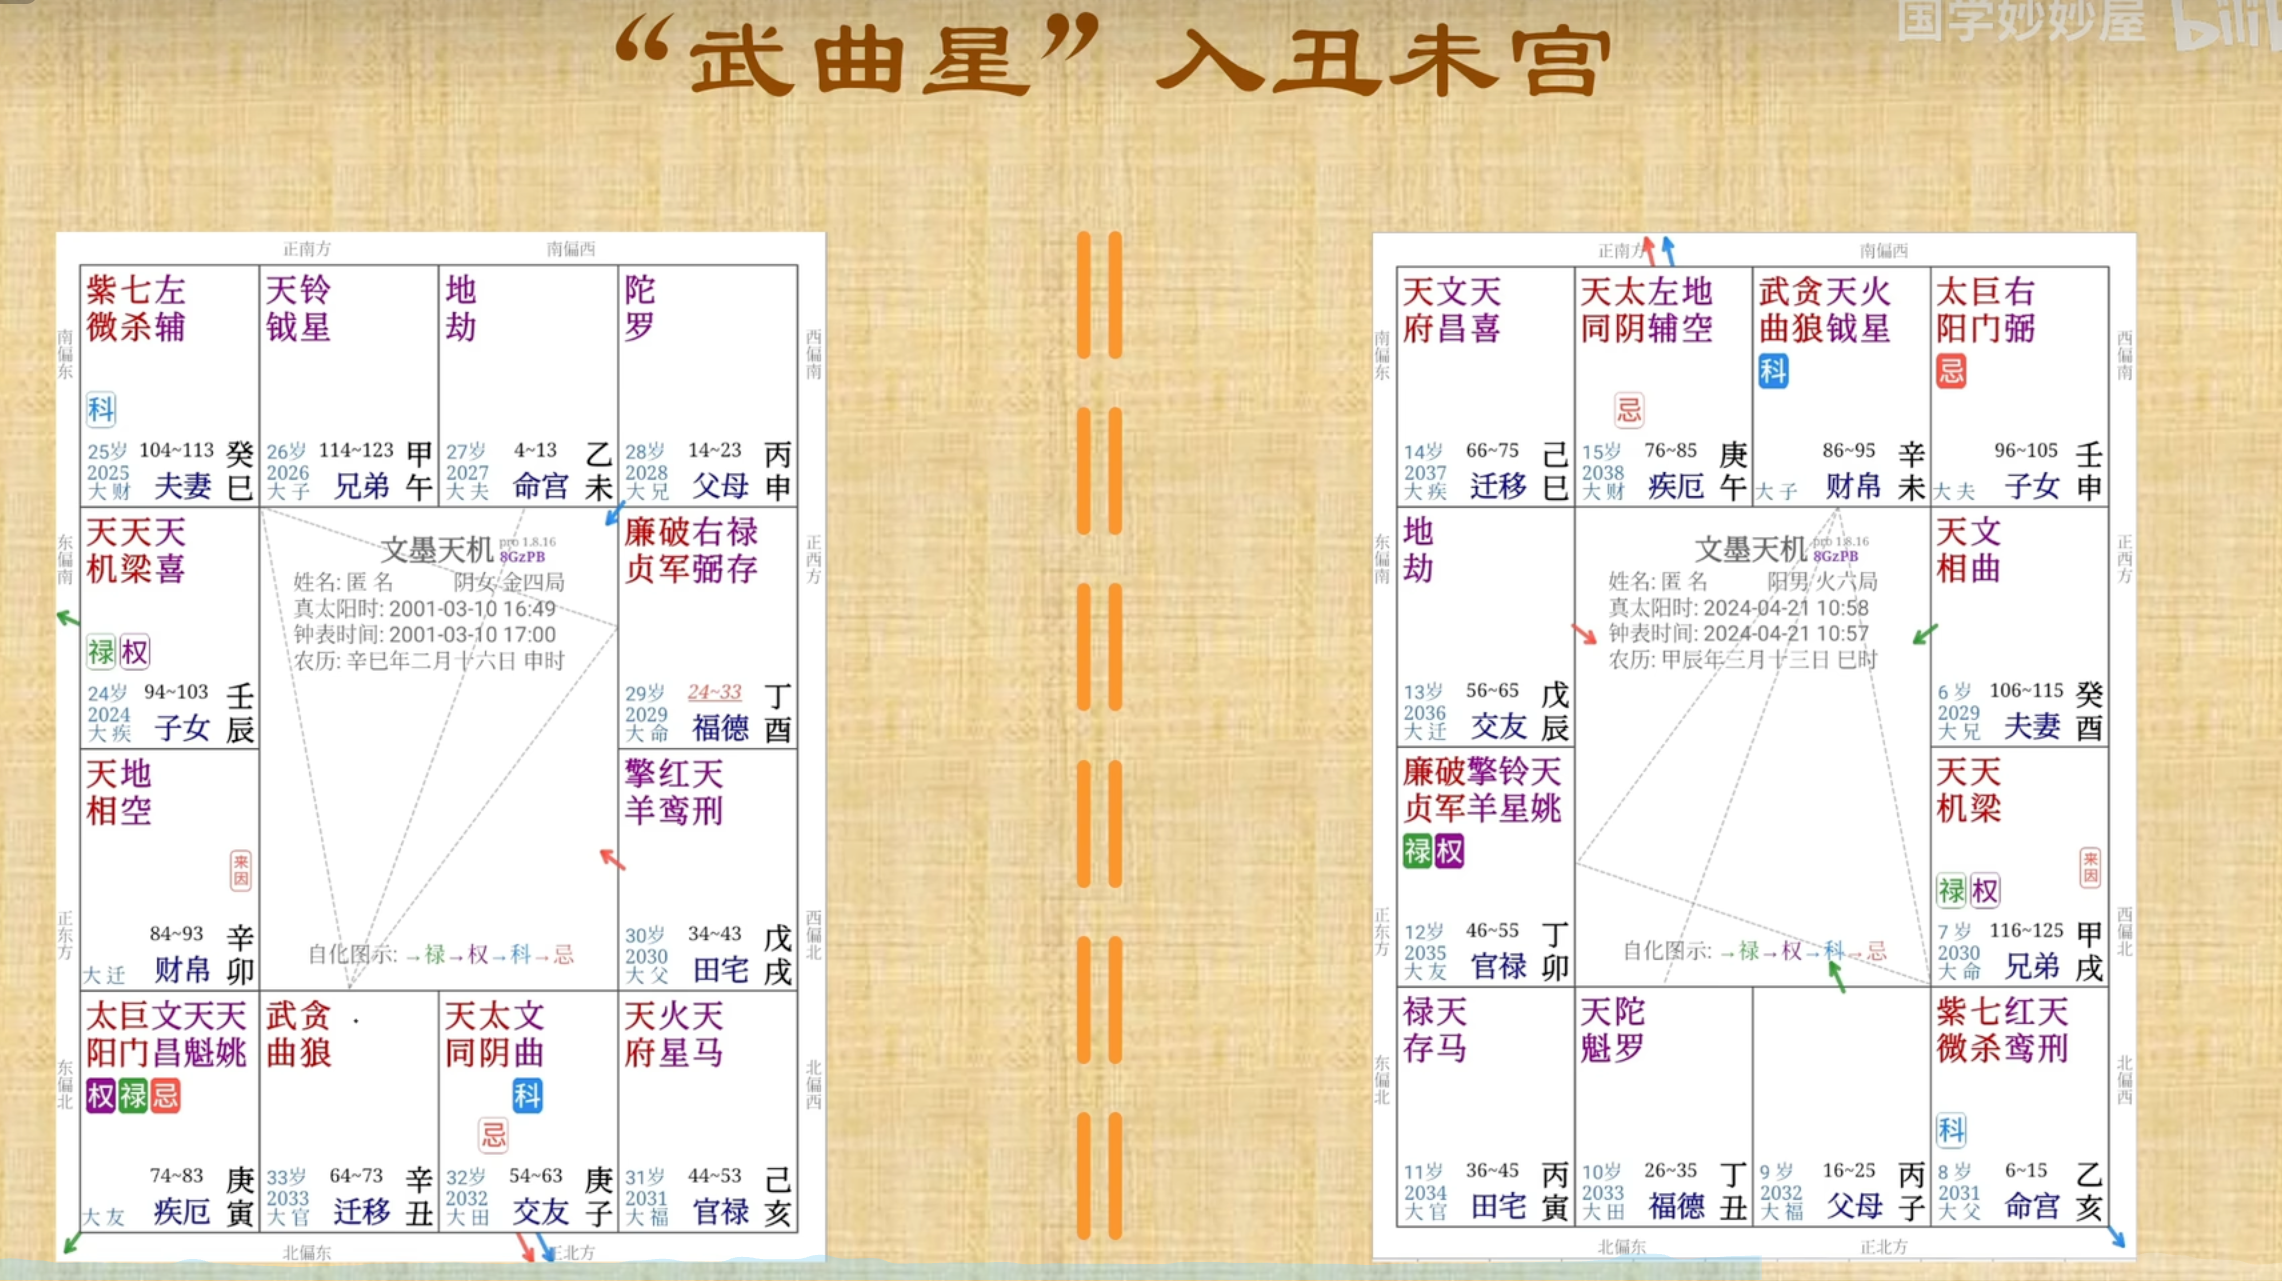 国学妙妙屋 bili
“武曲星”入丑未宫
正南方 南偏西
南偏东
东偏南
正东方
东偏北
紫七左
微杀辅
科
25岁 104~113 癸
2025
大财 夫妻 巳
天铃
钺星
26岁 114~123 甲
2026
大子 兄弟 午
地
劫
27岁 4~13 乙
2027
大夫 命宫 未
陀
罗
28岁 14~23 丙
2028
大兄 父母 申
西偏南
正西方
西偏北
北偏西
天天天
机梁喜
禄权
24岁 94~103 壬
2024
大疾 子女 辰
文墨天机 pro 1.8.16
8GzPB
姓名: 匿名 阴女 金四局
真太阳时: 2001-03-10 16:49
钟表时间: 2001-03-10 17:00
农历: 辛巳年二月十六日 申时
自化图示: →禄→权→科→忌
廉破右禄
贞军弼存
29岁 24~33 丁
2029
大命 福德 酉
天地
相空
来因
84~93 辛
大迁 财帛 卯
擎红天
羊鸾刑
30岁 34~43 戊
2030
大父 田宅 戌
太巨文天天
阳门昌魁姚
权禄忌
74~83 庚
大友 疾厄 寅
武贪
曲狼
33岁 64~73 辛
2033
大官 迁移 丑
天太文
同阴曲
科
忌
32岁 54~63 庚
2032
大田 交友 子
天火天
府星马
31岁 44~53 己
2031
大福 官禄 亥
北偏东 正北方
正南方 南偏西
南偏东
东偏南
正东方
东偏北
天文天
府昌喜
14岁 66~75 己
2037
大疾 迁移 巳
天太左地
同阴辅空
忌
15岁 76~85 庚
2038
大财 疾厄 午
武贪天火
曲狼钺星
科
86~95 辛
大子 财帛 未
太巨右
阳门弼
忌
96~105 壬
大夫 子女 申
西偏南
正西方
西偏北
北偏西
地
劫
13岁 56~65 戊
2036
大迁 交友 辰
文墨天机 pro 1.8.16
8GzPB
姓名: 匿名 阳男 火六局
真太阳时: 2024-04-21 10:58
钟表时间: 2024-04-21 10:57
农历: 甲辰年三月十三日 巳时
自化图示: →禄→权→科→忌
天文
相曲
6岁 106~115 癸
2029
大兄 夫妻 酉
廉破擎铃天
贞军羊星姚
禄权
12岁 46~55 丁
2035
大友 官禄 卯
天天
机梁
来因
禄权
7岁 116~125 甲
2030
大命 兄弟 戌
禄天
存马
11岁 36~45 丙
2034
大官 田宅 寅
天陀
魁罗
10岁 26~35 丁
2033
大田 福德 丑
9岁 16~25 丙
2032
大福 父母 子
紫七红天
微杀鸾刑
科
8岁 6~15 乙
2031
大父 命宫 亥
北偏东 正北方